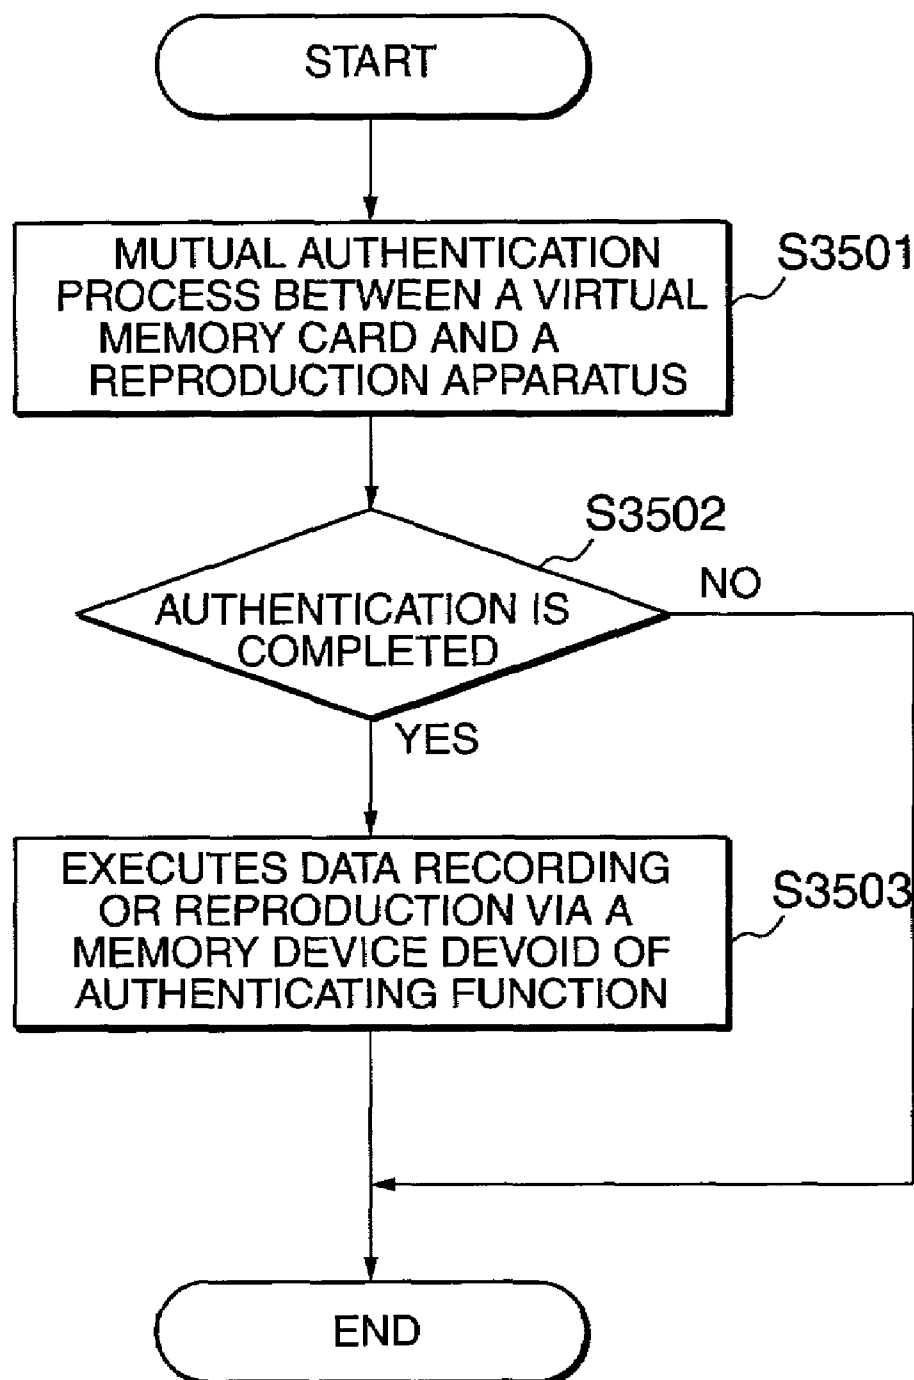 START
MUTUAL AUTHENTICATION
PROCESS BETWEEN A VIRTUAL
MEMORY CARD AND A
REPRODUCTION APPARATUS
S3501
S3502
AUTHENTICATION IS
COMPLETED
NO
YES
EXECUTES DATA RECORDING
OR REPRODUCTION VIA A
MEMORY DEVICE DEVOID OF
AUTHENTICATING FUNCTION
S3503
END